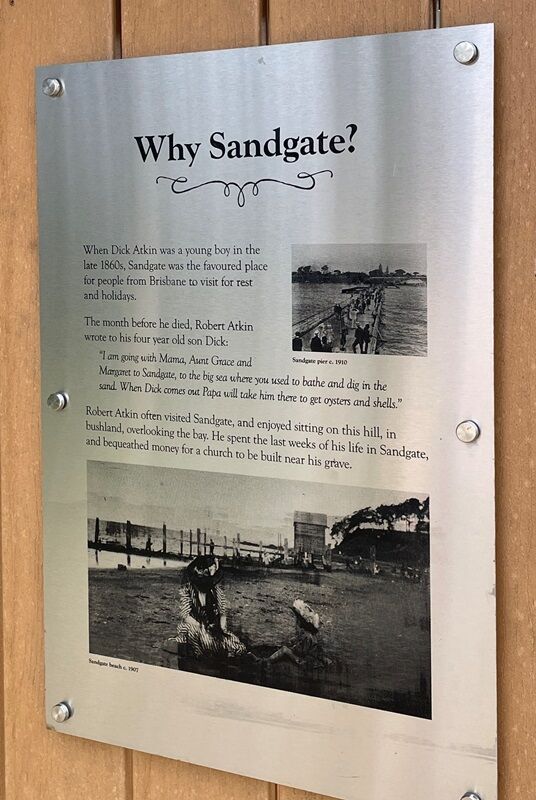 Why Sandgate?
When Dick Atkin was a young boy in the
late 1860s, Sandgate was the favoured place
for people from Brisbane to visit for rest
and holidays.
Sandgate pier c. 1910
The month before he died, Robert Atkin
wrote to his four year old son Dick:
"I am going with Mama, Aunt Grace and
Margaret to Sandgate, to the big sea where you used to bathe and dig in the
sand. When Dick comes out Papa will take him there to get oysters and shells."
Robert Atkin often visited Sandgate, and enjoyed sitting on this hill, in
bushland, overlooking the bay. He spent the last weeks of his life in Sandgate,
and bequeathed money for a church to be built near his grave.
Sandgate beach c. 1907